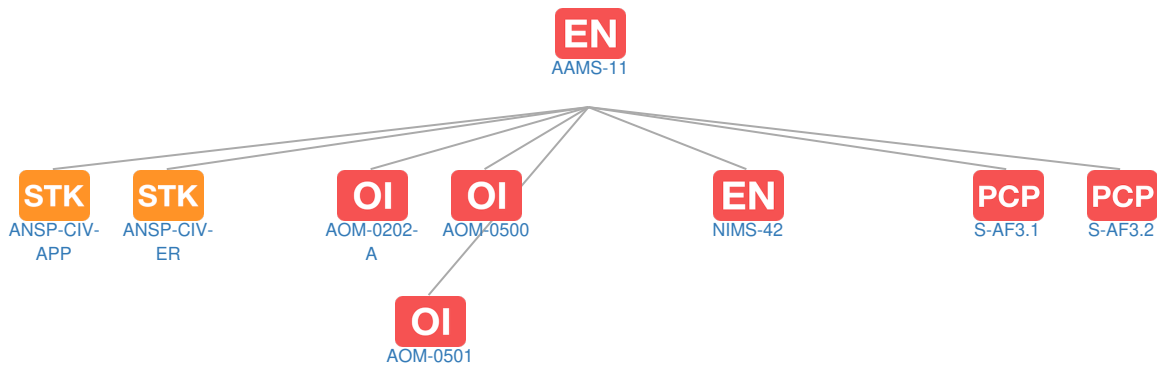 EN
AAMS-11
STK
STK
OI
OI
EN
PCP
PCP
ANSP-CIV-
APP
ANSP-CIV-
ER
AOM-0202-
A
AOM-0500
NIMS-42
S-AF3.1
S-AF3.2
OI
AOM-0501